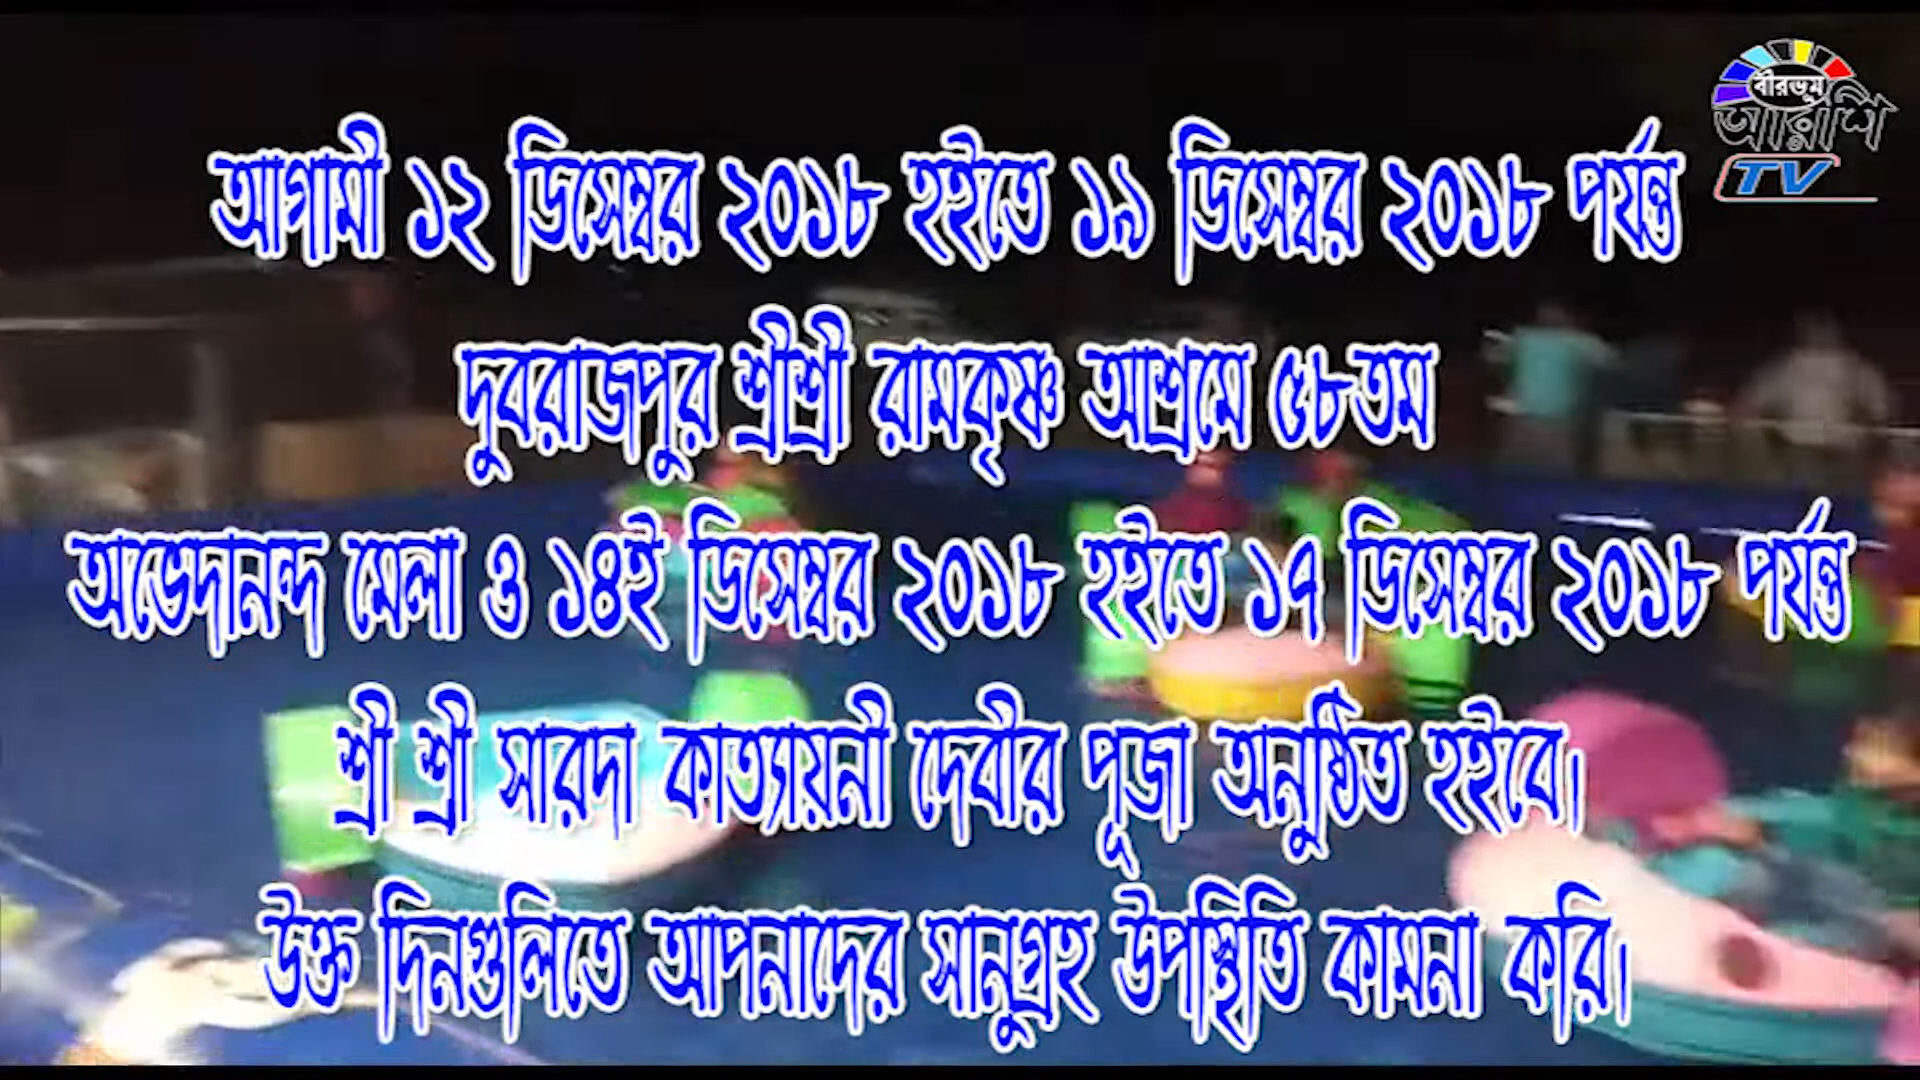 বীরভূম
আরশি
TV
আগামী ১২ ডিসেম্বর ২০১৮ হইতে ১৯ ডিসেম্বর ২০১৮ পর্যন্ত
দুবরাজপুর শ্রীশ্রী রামকৃষ্ণ আশ্রমে ৫৮তম
অভেদানন্দ মেলা ও ১৪ই ডিসেম্বর ২০১৮ হইতে ১৭ ডিসেম্বর ২০১৮ পর্যন্ত
শ্রী শ্রী সারদা কাত্যায়নী দেবীর পূজা অনুষ্ঠিত হইবে।
উক্ত দিনগুলিতে আপনাদের সানুগ্রহ উপস্থিতি কামনা করি।